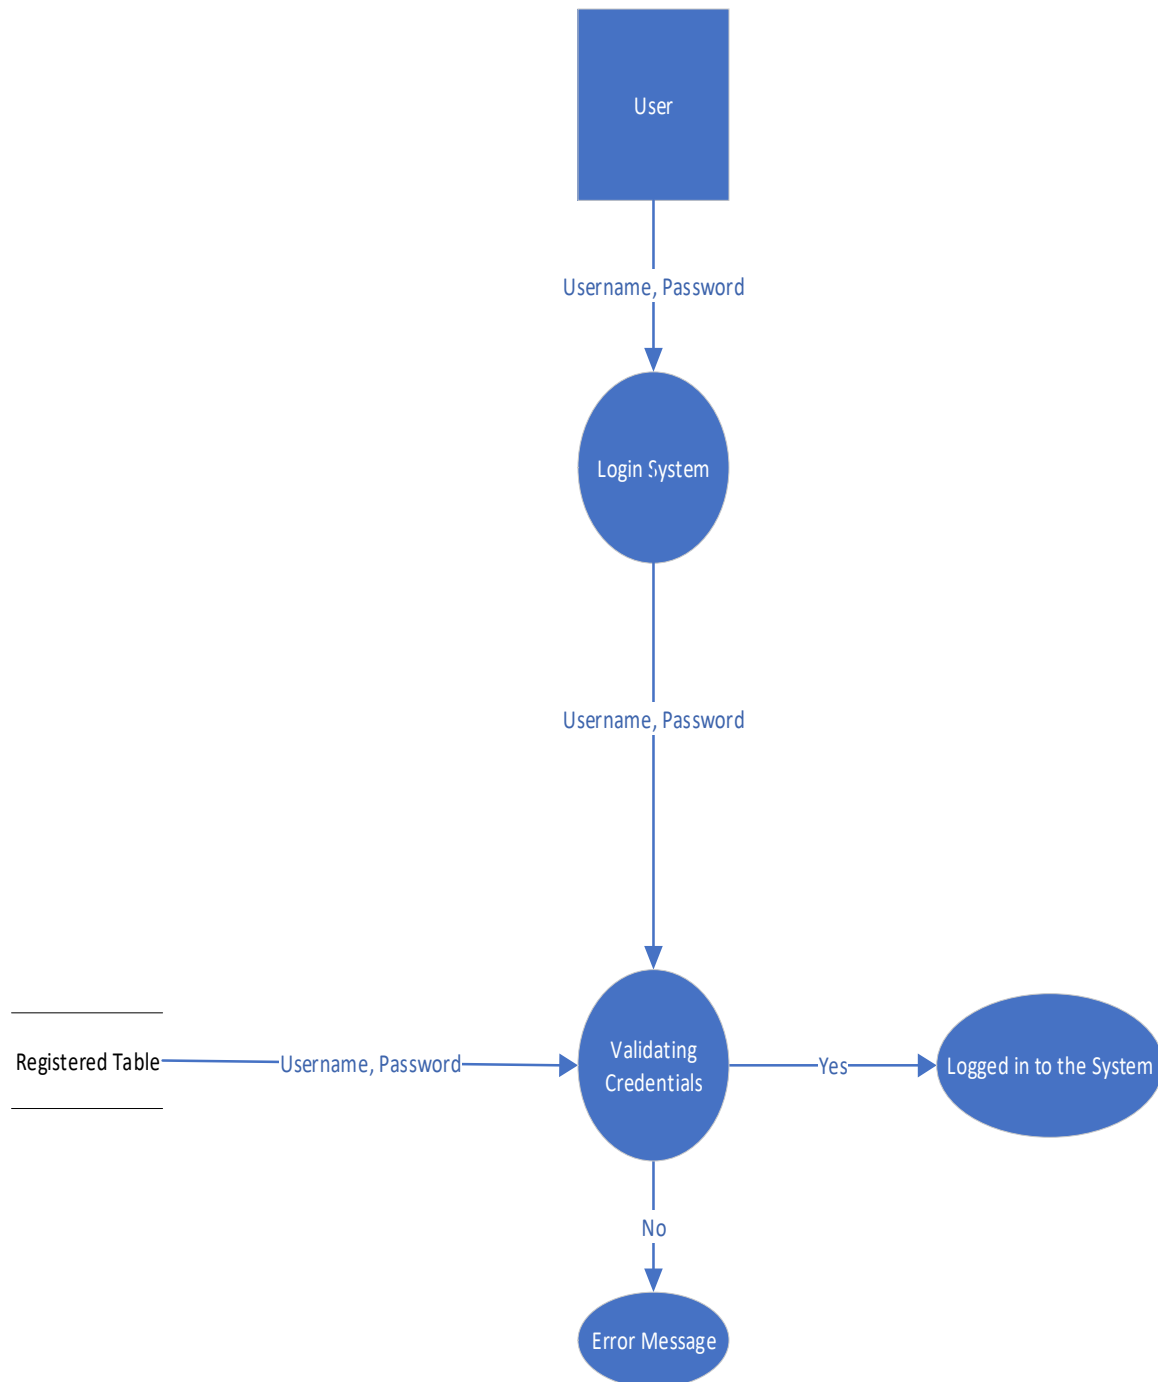 User
Username, Password
Login System
Username, Password
Registered Table
Username, Password
Validating
Credentials
Yes
Logged in to the System
No
Error Message